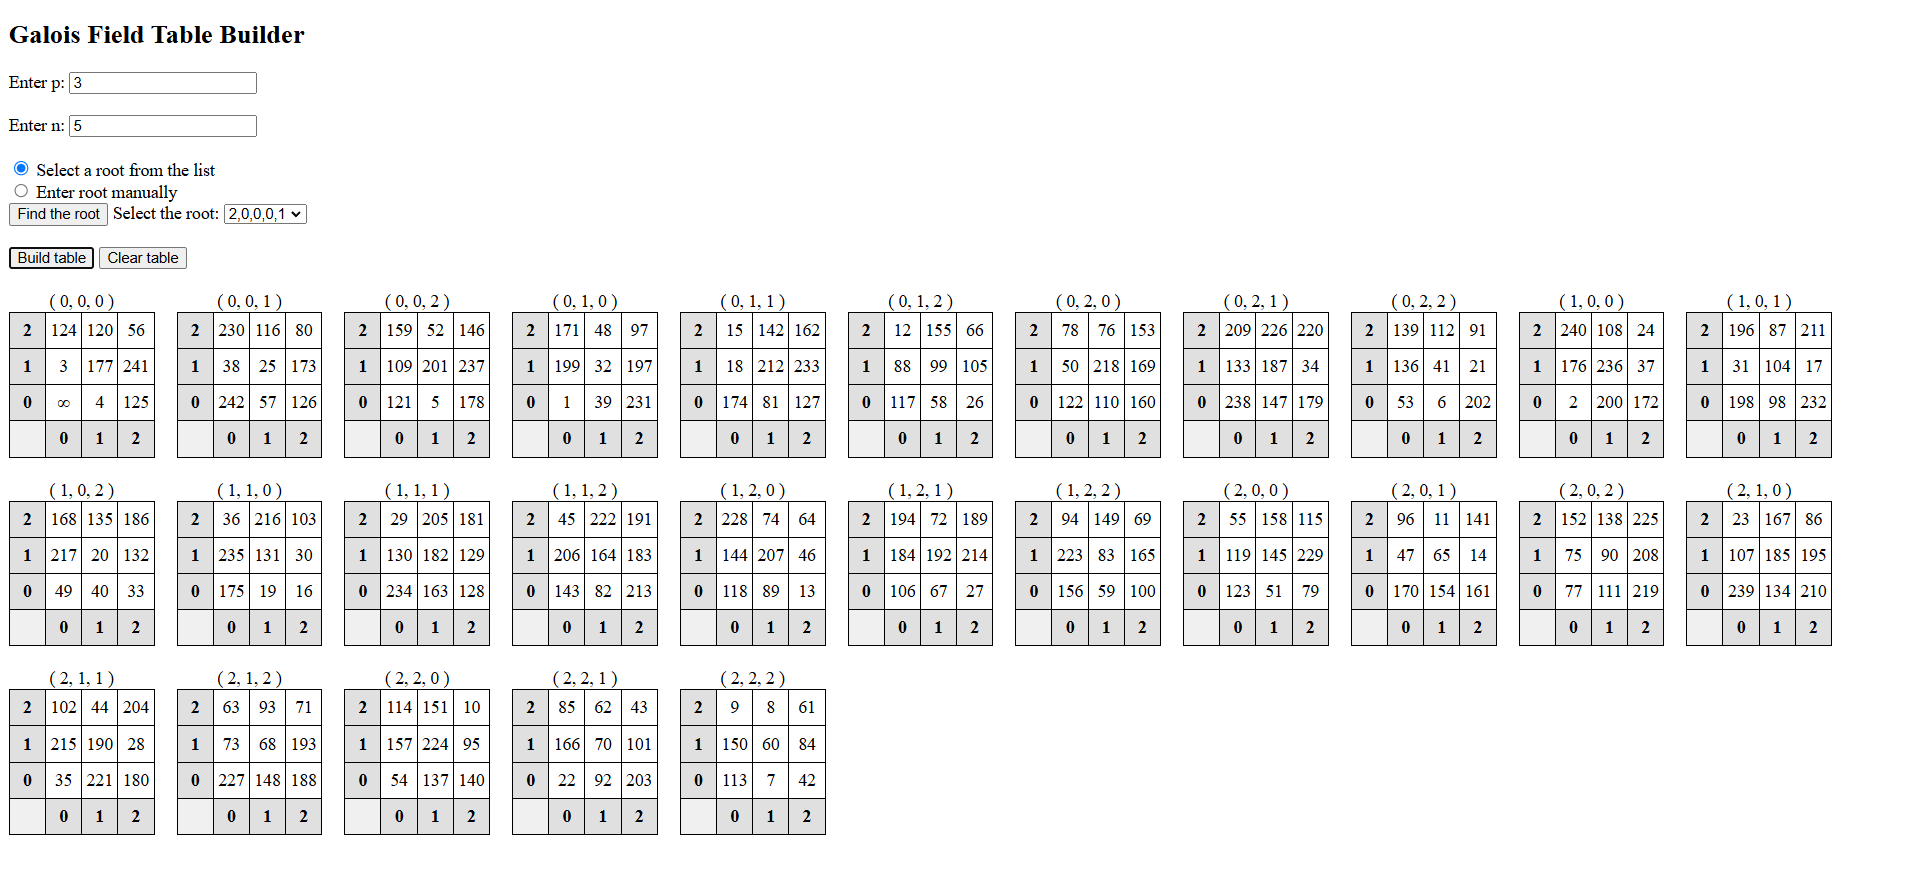 Galois Field Table Builder
Enter p: 3
Enter n: 5
Select a root from the list
Enter root manually
Find the root Select the root: 2,0,0,0,1
Build table Clear table
( 0, 0, 0 ) ( 0, 0, 1 ) ( 0, 0, 2 ) ( 0, 1, 0 ) ( 0, 1, 1 ) ( 0, 1, 2 ) ( 0, 2, 0 ) ( 0, 2, 1 ) ( 0, 2, 2 ) ( 1, 0, 0 ) ( 1, 0, 1 )
2 124 120 56 2 230 116 80 2 159 52 146 2 171 48 97 2 15 142 162 2 12 155 66 2 78 76 153 2 209 226 220 2 139 112 91 2 240 108 24 2 196 87 211
1 3 177 241 1 38 25 173 1 109 201 237 1 199 32 197 1 18 212 233 1 88 99 105 1 50 218 169 1 133 187 34 1 136 41 21 1 176 236 37 1 31 104 17
0 ∞ 4 125 0 242 57 126 0 121 5 178 0 1 39 231 0 174 81 127 0 117 58 26 0 122 110 160 0 238 147 179 0 53 6 202 0 2 200 172 0 198 98 232
0 1 2 0 1 2 0 1 2 0 1 2 0 1 2 0 1 2 0 1 2 0 1 2 0 1 2 0 1 2 0 1 2
( 1, 0, 2 ) ( 1, 1, 0 ) ( 1, 1, 1 ) ( 1, 1, 2 ) ( 1, 2, 0 ) ( 1, 2, 1 ) ( 1, 2, 2 ) ( 2, 0, 0 ) ( 2, 0, 1 ) ( 2, 0, 2 ) ( 2, 1, 0 )
2 168 135 186 2 36 216 103 2 29 205 181 2 45 222 191 2 228 74 64 2 194 72 189 2 94 149 69 2 55 158 115 2 96 11 141 2 152 138 225 2 23 167 86
1 217 20 132 1 235 131 30 1 130 182 129 1 206 164 183 1 144 207 46 1 184 192 214 1 223 83 165 1 119 145 229 1 47 65 14 1 75 90 208 1 107 185 195
0 49 40 33 0 175 19 16 0 234 163 128 0 143 82 213 0 118 89 13 0 106 67 27 0 156 59 100 0 123 51 79 0 170 154 161 0 77 111 219 0 239 134 210
0 1 2 0 1 2 0 1 2 0 1 2 0 1 2 0 1 2 0 1 2 0 1 2 0 1 2 0 1 2 0 1 2
( 2, 1, 1 ) ( 2, 1, 2 ) ( 2, 2, 0 ) ( 2, 2, 1 ) ( 2, 2, 2 )
2 102 44 204 2 63 93 71 2 114 151 10 2 85 62 43 2 9 8 61
1 215 190 28 1 73 68 193 1 157 224 95 1 166 70 101 1 150 60 84
0 35 221 180 0 227 148 188 0 54 137 140 0 22 92 203 0 113 7 42
0 1 2 0 1 2 0 1 2 0 1 2 0 1 2